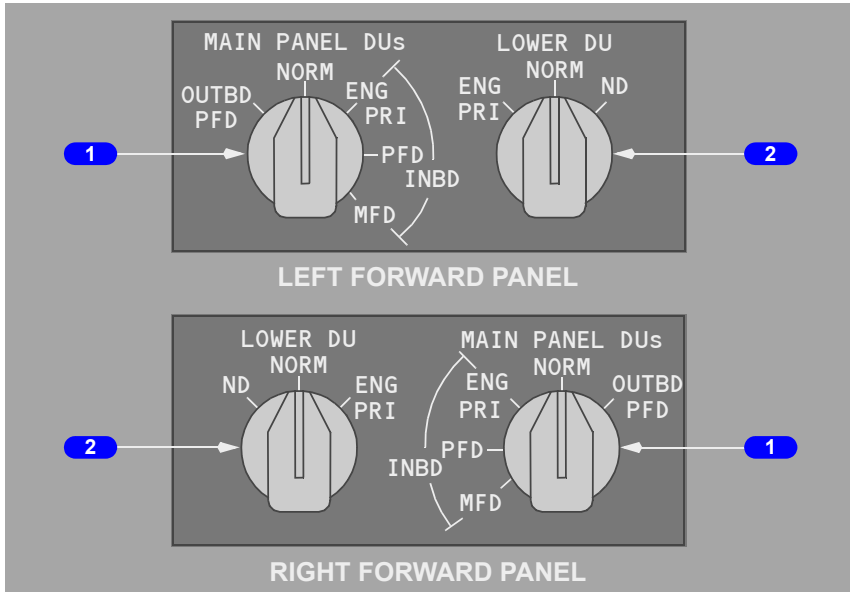 MAIN PANEL DUs
LOWER DU
OUTBD
PFD
NORM
ENG
PRI
PFD
INBD
MFD
ENG
PRI
NORM
ND
1
2
LEFT FORWARD PANEL
LOWER DU
MAIN PANEL DUs
ND
NORM
ENG
PRI
ENG
PRI
NORM
OUTBD
PFD
PFD
INBD
MFD
2
1
RIGHT FORWARD PANEL